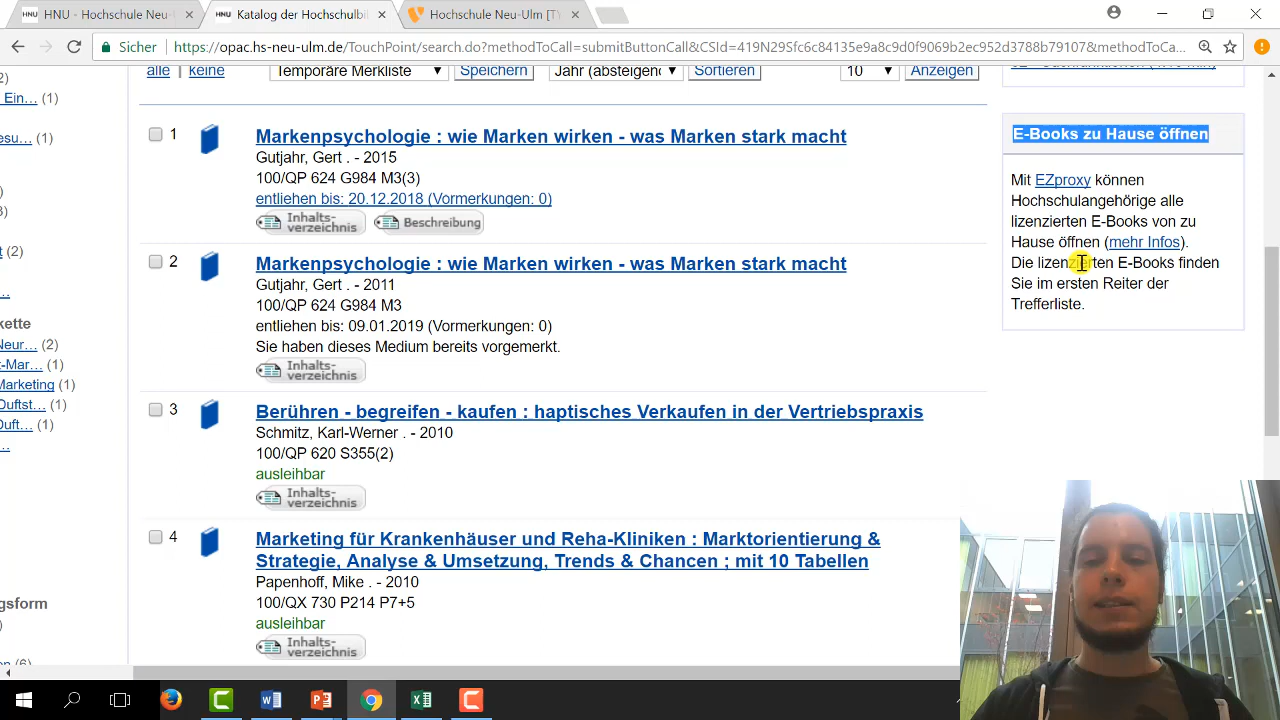 HNU - Hochschule Neu-
Katalog der Hochschulbi
Hochschule Neu-Ulm [TY
Sicher
https://opac.hs-neu-ulm.de/TouchPoint/search.do?methodToCall=submitButtonCall&CSId=419N29Sfc0c84135e9a8c9d0f9069b2ec952d3788b79107&methodToCa...
alle | keine
Temporäre Merkliste
Speichern
Jahr (absteigend
Sortieren
10
Anzeigen
Ein... (1)
esu... (1)
(2)
kette
Neur... (2)
t-Mar... (1)
Marketing (1)
Duftst... (1)
Duft... (1)
gsform
(6)
1
Markenpsychologie : wie Marken wirken - was Marken stark macht
Gutjahr, Gert . - 2015
100/QP 624 G984 M3(3)
entliehen bis: 20.12.2018 (Vormerkungen: 0)
Inhalts-
verzeichnis
Beschreibung
2
Markenpsychologie : wie Marken wirken - was Marken stark macht
Gutjahr, Gert . - 2011
100/QP 624 G984 M3
entliehen bis: 09.01.2019 (Vormerkungen: 0)
Sie haben dieses Medium bereits vorgemerkt.
Inhalts-
verzeichnis
3
Berühren - begreifen - kaufen : haptisches Verkaufen in der Vertriebspraxis
Schmitz, Karl-Werner . - 2010
100/QP 620 S355(2)
ausleihbar
Inhalts-
verzeichnis
4
Marketing für Krankenhäuser und Reha-Kliniken : Marktorientierung &
Strategie, Analyse & Umsetzung, Trends & Chancen ; mit 10 Tabellen
Papenhoff, Mike . - 2010
100/QX 730 P214 P7+5
ausleihbar
Inhalts-
verzeichnis
E-Books zu Hause öffnen
Mit EZproxy können
Hochschulangehörige alle
lizenzierten E-Books von zu
Hause öffnen (mehr Infos).
Die lizenzierten E-Books finden
Sie im ersten Reiter der
Trefferliste.